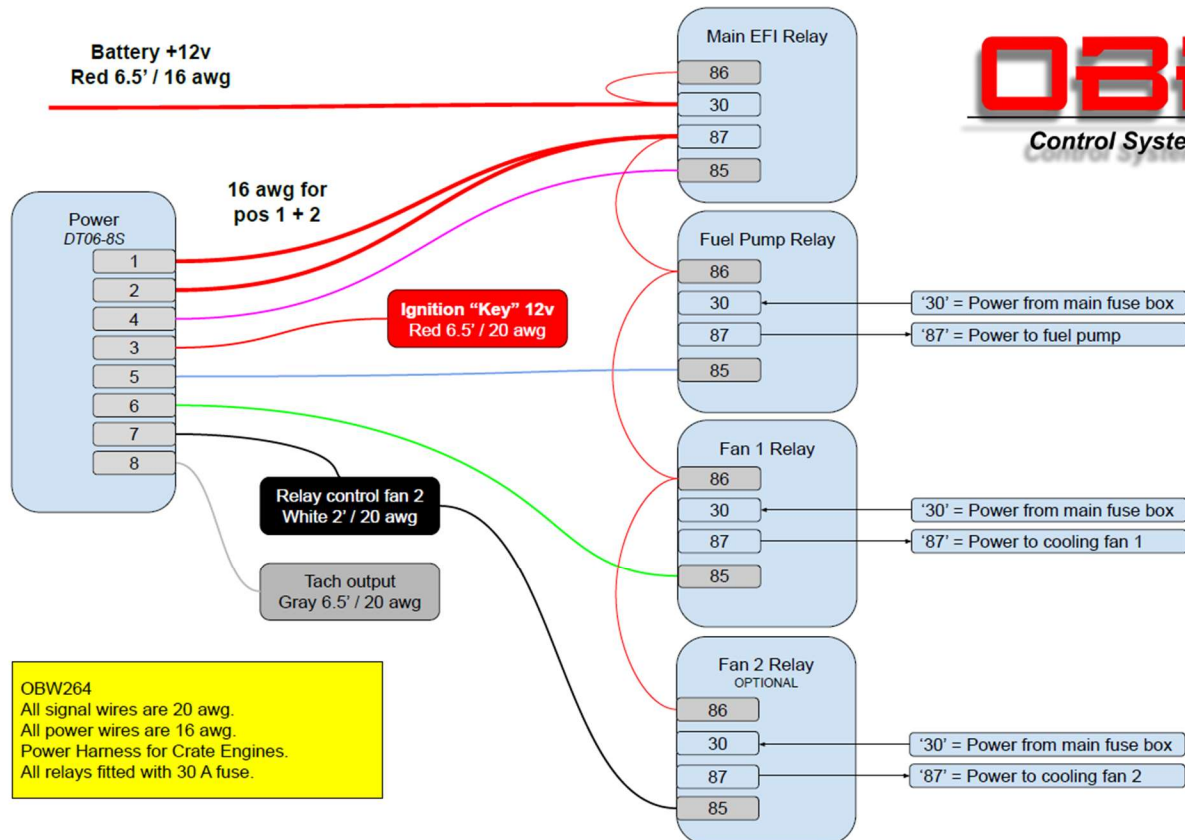 Battery +12v
Red 6.5’ / 16 awg
Main EFI Relay
86
30
87
85
Control Syste
16 awg for
pos 1 + 2
Power
DT06-8S
1
2
4
3
5
6
7
8
Ignition “Key” 12v
Red 6.5’ / 20 awg
Fuel Pump Relay
86
30
87
85
‘30’ = Power from main fuse box
‘87’ = Power to fuel pump
Relay control fan 2
White 2’ / 20 awg
Tach output
Gray 6.5’ / 20 awg
Fan 1 Relay
86
30
87
85
‘30’ = Power from main fuse box
‘87’ = Power to cooling fan 1
OBW264
All signal wires are 20 awg.
All power wires are 16 awg.
Power Harness for Crate Engines.
All relays fitted with 30 A fuse.
Fan 2 Relay
OPTIONAL
86
30
87
85
‘30’ = Power from main fuse box
‘87’ = Power to cooling fan 2